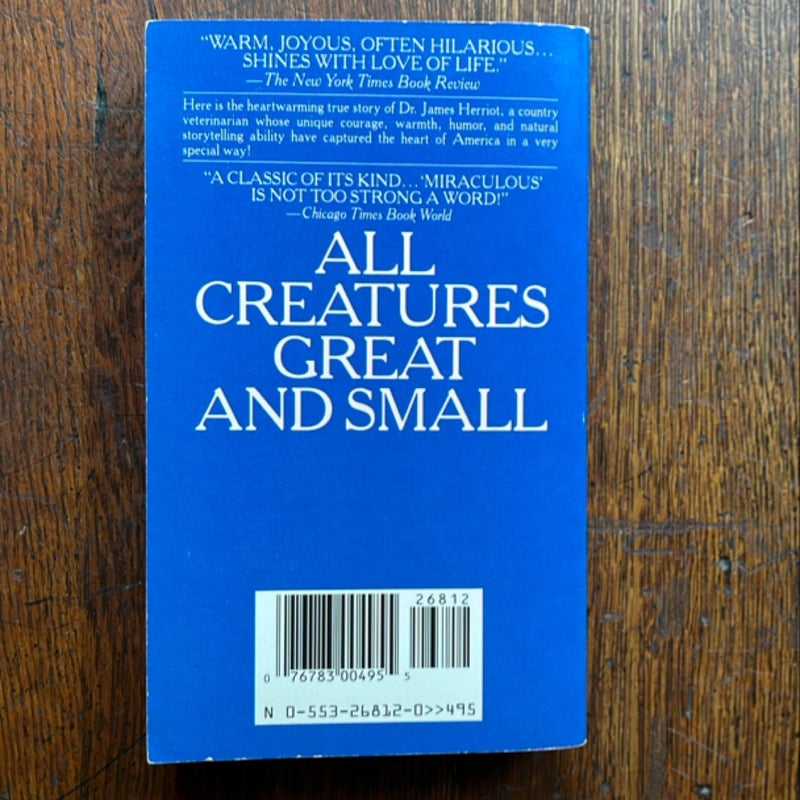 “WARM, JOYOUS, OFTEN HILARIOUS...
SHINES WITH LOVE OF LIFE.”
—The New York Times Book Review
Here is the heartwarming true story of Dr. James Herriot, a country
veterinarian whose unique courage, warmth, humor, and natural
storytelling ability have captured the heart of America in a very
special way!
“A CLASSIC OF ITS KIND...‘MIRACULOUS’
IS NOT TOO STRONG A WORD!”
—Chicago Times Book World
ALL
CREATURES
GREAT
AND SMALL
26812
0 76783 00495 5
N 0-553-26812-0>>495